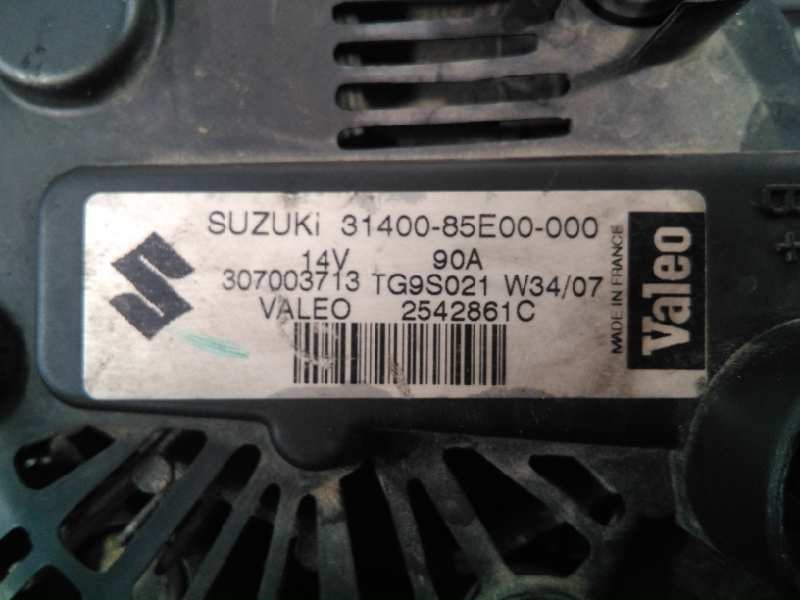 SUZUKi 31400-85E00-000
14V 90A
307003713 TG9S021 W34/07
VALEO 2542861C
MADE IN FRANCE
Valeo
B+